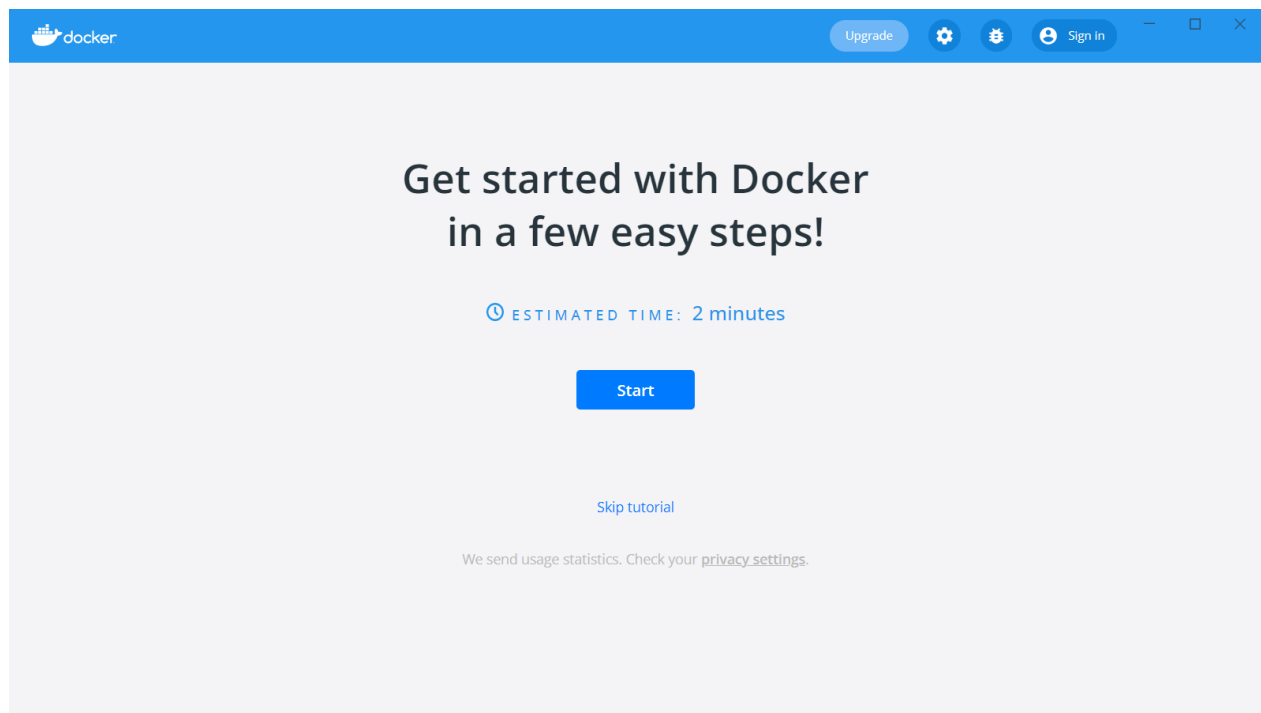 docker
Upgrade
Sign in
Get started with Docker
in a few easy steps!
ESTIMATED TIME: 2 minutes
Start
Skip tutorial
We send usage statistics. Check your privacy settings.